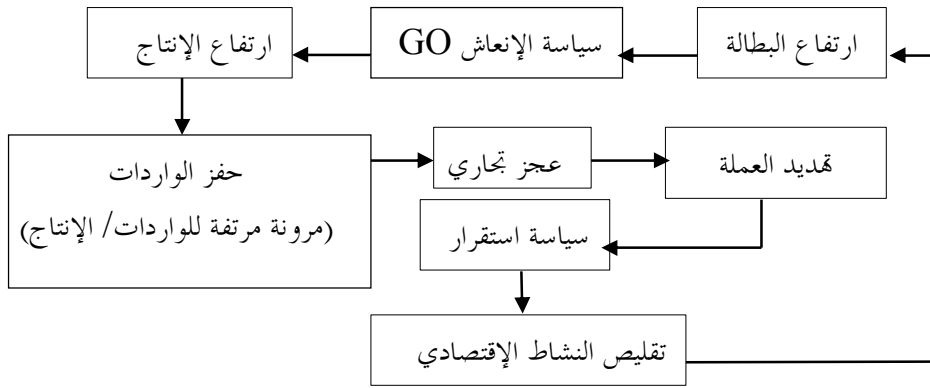 ارتفاع البطالة
سياسة الإنعاش GO
ارتفاع الإنتاج
حفز الواردات
(مرونة مرتفة للواردات/ الإنتاج)
عجز تجاري
تهديد العملة
سياسة استقرار
تقليص النشاط الإقتصادي